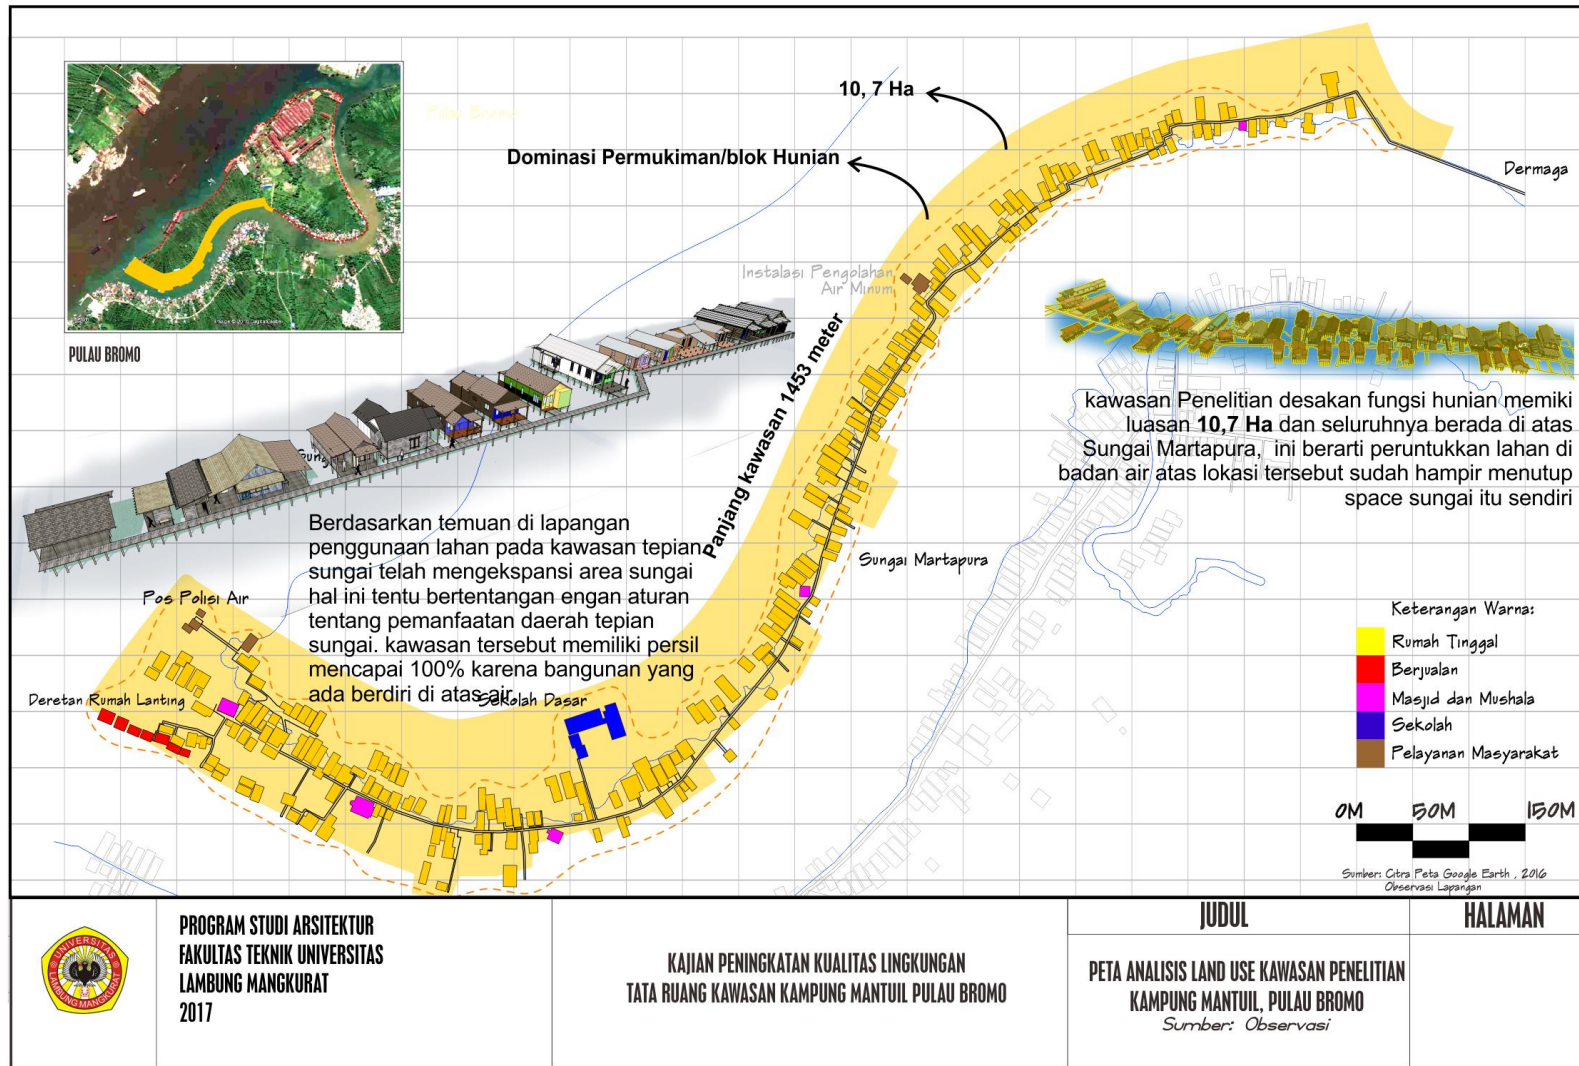 Pulau Bromo
10, 7 Ha
Dominasi Permukiman/blok Hunian
Dermaga
Instalasi Pengolahan
Air Minum
PULAU BROMO
Panjang kawasan 1453 meter
kawasan Penelitian desakan fungsi hunian memiki
luasan 10,7 Ha dan seluruhnya berada di atas
Sungai Martapura, ini berarti peruntukkan lahan di
badan air atas lokasi tersebut sudah hampir menutup
space sungai itu sendiri
Berdasarkan temuan di lapangan
penggunaan lahan pada kawasan tepian
sungai telah mengekspansi area sungai
hal ini tentu bertentangan engan aturan
tentang pemanfaatan daerah tepian
sungai. kawasan tersebut memiliki persil
mencapai 100% karena bangunan yang
ada berdiri di atas air
Sungai Martapura
Pos Polisi Air
Deretan Rumah Lanting
Sekolah Dasar
Keterangan Warna:
Rumah Tinggal
Berjualan
Masjid dan Mushala
Sekolah
Pelayanan Masyarakat
0M 50M 150M
Sumber: Citra Peta Google Earth , 2016
Observasi Lapangan
UNIVERSITAS
LAMBUNG MANGKURAT
PROGRAM STUDI ARSITEKTUR
FAKULTAS TEKNIK UNIVERSITAS
LAMBUNG MANGKURAT
2017
KAJIAN PENINGKATAN KUALITAS LINGKUNGAN
TATA RUANG KAWASAN KAMPUNG MANTUIL PULAU BROMO
JUDUL
PETA ANALISIS LAND USE KAWASAN PENELITIAN
KAMPUNG MANTUIL, PULAU BROMO
Sumber: Observasi
HALAMAN